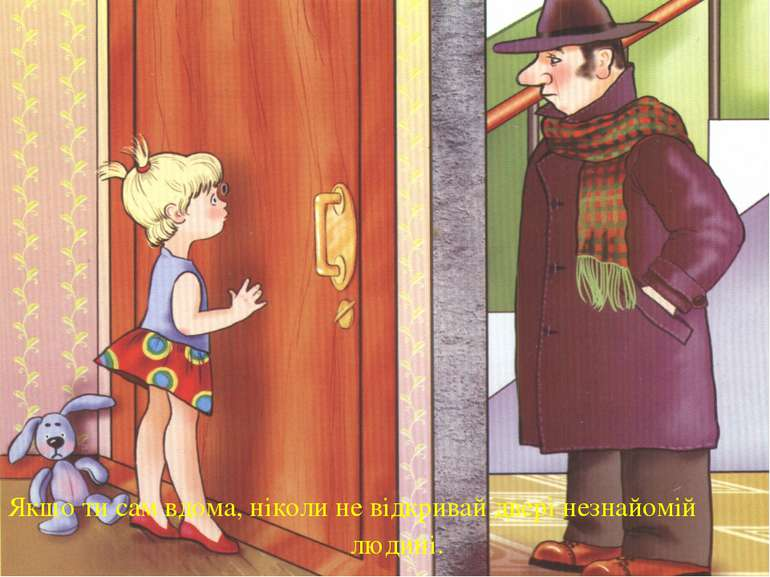 Якщо ти сам вдома, ніколи не відкривай двері незнайомій
людині.